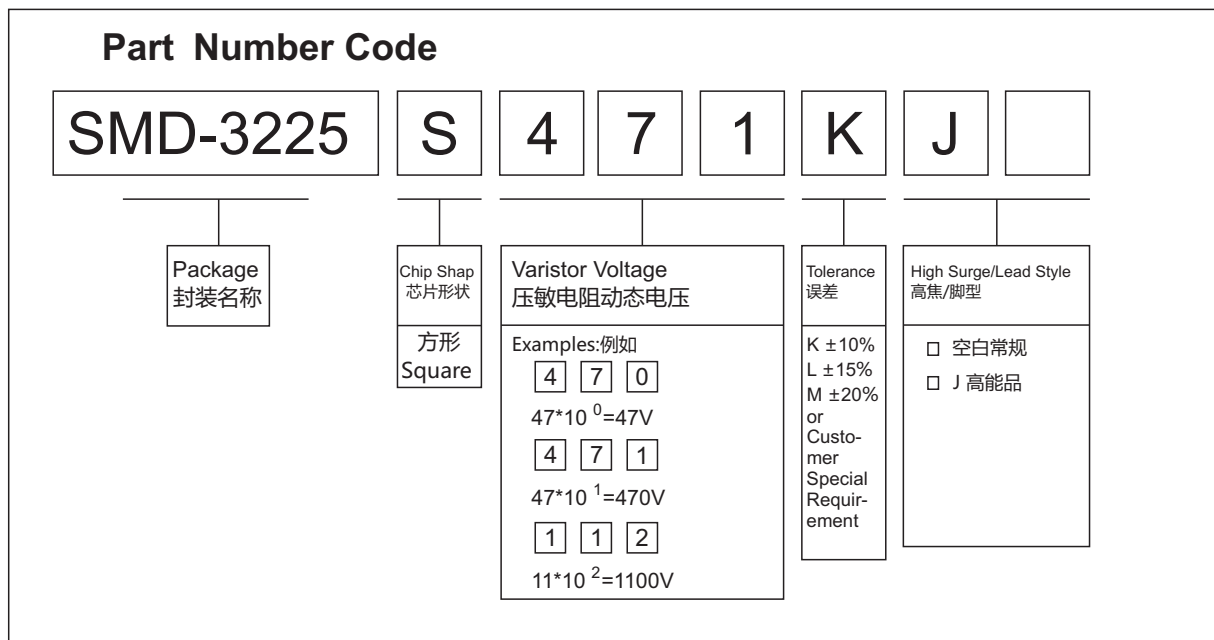 Part Number Code
SMD-3225 S 4 7 1 K J
Package
封装名称
Chip Shap
芯片形状
方形
Square
Varistor Voltage
压敏电阻动态电压
Examples:例如
4 7 0
47*10 0=47V
4 7 1
47*10 1=470V
1 1 2
11*10 2=1100V
Tolerance
误差
K ±10%
L ±15%
M ±20%
or
Custo-
mer
Special
Requir-
ement
High Surge/Lead Style
高焦/脚型
□ 空白常规
□ J 高能品